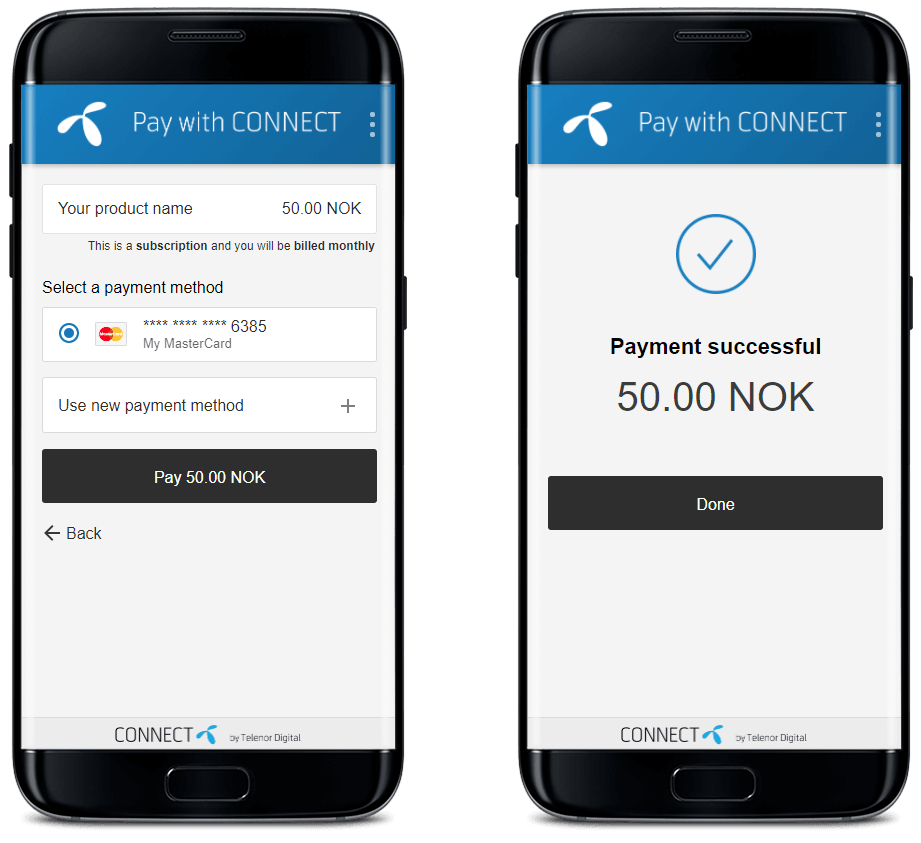 Pay with CONNECT
Your product name 50.00 NOK
This is a subscription and you will be billed monthly
Select a payment method
**** **** **** 6385
MasterCard
My MasterCard
Use new payment method
Pay 50.00 NOK
Back
CONNECT by Telenor Digital
Pay with CONNECT
Payment successful
50.00 NOK
Done
CONNECT by Telenor Digital